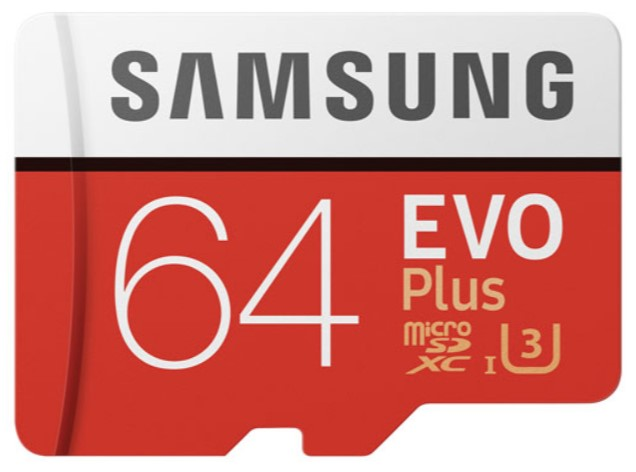 SAMSUNG
64
EVO
Plus
micro
SD
XC I U3